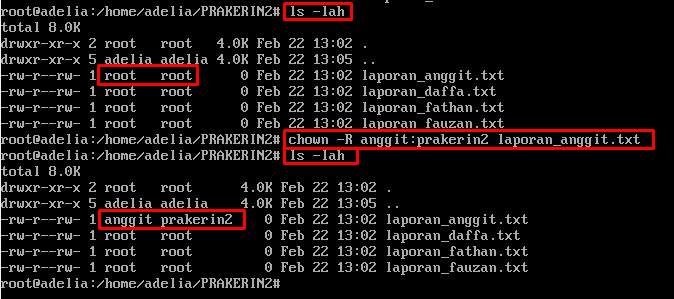 root@adelia:/home/adelia/PRAKERIN2# ls -lah
total 8.0K
drwxr-xr-x 2 root   root   4.0K Feb 22 13:02 .
drwxr-xr-x 5 adelia adelia 4.0K Feb 22 13:05 ..
-rw-r--rw- 1 root   root      0 Feb 22 13:02 laporan_anggit.txt
-rw-r--rw- 1 root   root      0 Feb 22 13:02 laporan_daffa.txt
-rw-r--rw- 1 root   root      0 Feb 22 13:02 laporan_fathan.txt
-rw-r--rw- 1 root   root      0 Feb 22 13:02 laporan_fauzan.txt
root@adelia:/home/adelia/PRAKERIN2# chown -R anggit:prakerin2 laporan_anggit.txt
root@adelia:/home/adelia/PRAKERIN2# ls -lah
total 8.0K
drwxr-xr-x 2 root   root      4.0K Feb 22 13:02 .
drwxr-xr-x 5 adelia adelia    4.0K Feb 22 13:05 ..
-rw-r--rw- 1 anggit prakerin2    0 Feb 22 13:02 laporan_anggit.txt
-rw-r--rw- 1 root   root         0 Feb 22 13:02 laporan_daffa.txt
-rw-r--rw- 1 root   root         0 Feb 22 13:02 laporan_fathan.txt
-rw-r--rw- 1 root   root         0 Feb 22 13:02 laporan_fauzan.txt
root@adelia:/home/adelia/PRAKERIN2#